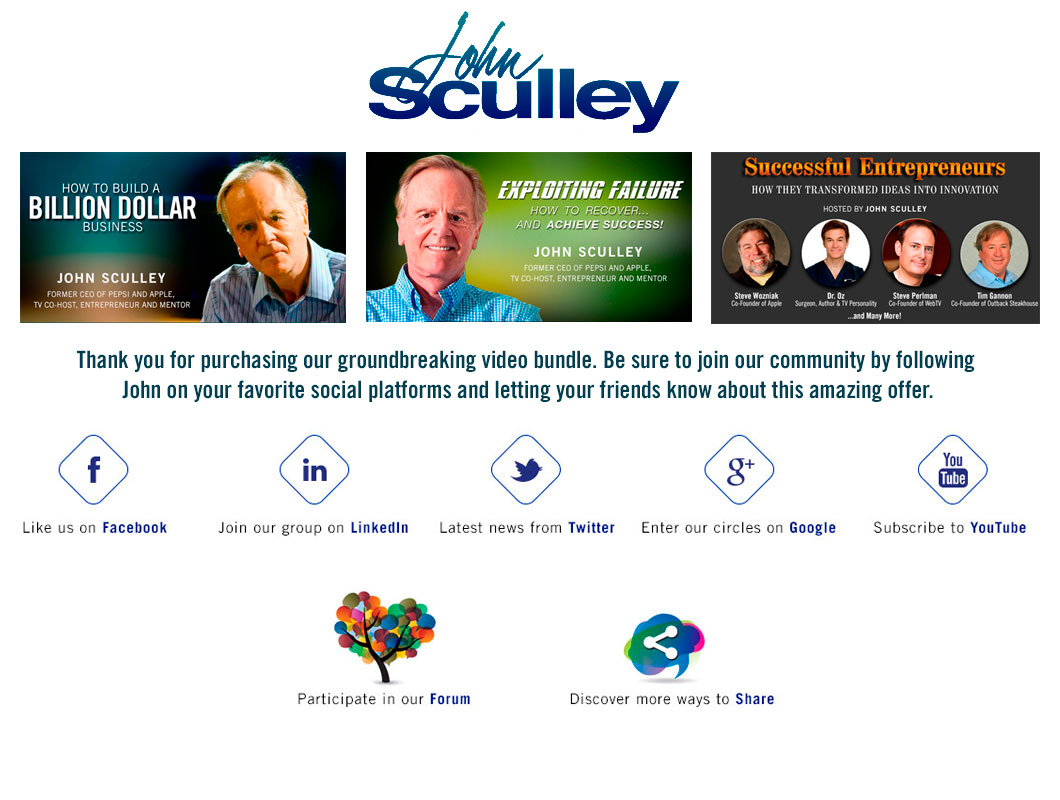 John
Sculley
HOW TO BUILD A
BILLION DOLLAR
BUSINESS
JOHN SCULLEY
FORMER CEO OF PEPSI AND APPLE,
TV CO-HOST, ENTREPRENEUR AND MENTOR
EXPLOITING FAILURE
HOW TO RECOVER...
AND ACHIEVE SUCCESS!
JOHN SCULLEY
FORMER CEO OF PEPSI AND APPLE,
TV CO-HOST, ENTREPRENEUR AND MENTOR
Successful Entrepreneurs
HOW THEY TRANSFORMED IDEAS INTO INNOVATION
HOSTED BY JOHN SCULLEY
Steve Wozniak
Co-Founder of Apple
Dr. Oz
Surgeon, Author & TV Personality
Steve Perlman
Co-Founder of WebTV
Tim Gannon
Co-Founder of Outback Steakhouse
...and Many More!
Thank you for purchasing our groundbreaking video bundle. Be sure to join our community by following
John on your favorite social platforms and letting your friends know about this amazing offer.
f
in
g+
You
Tube
Like us on Facebook
Join our group on LinkedIn
Latest news from Twitter
Enter our circles on Google
Subscribe to YouTube
Participate in our Forum
Discover more ways to Share